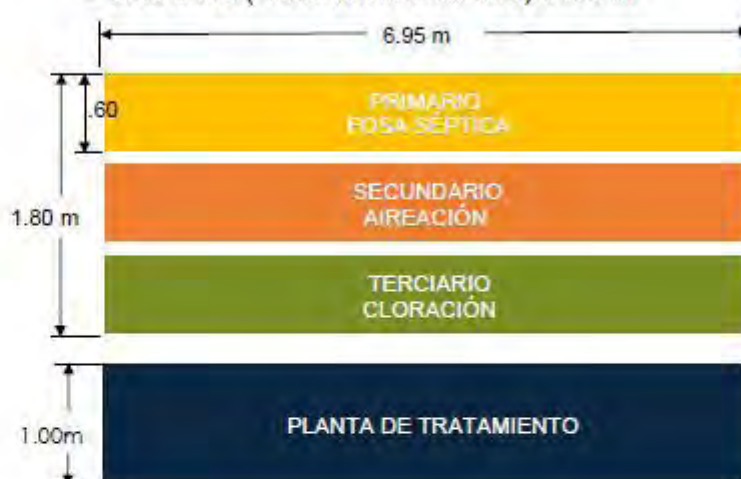 6.95 m
.60
PRIMARIO
FOSA SÉPTICA
1.80 m
SECUNDARIO
AIREACIÓN
TERCIARIO
CLORACIÓN
1.00m
PLANTA DE TRATAMIENTO